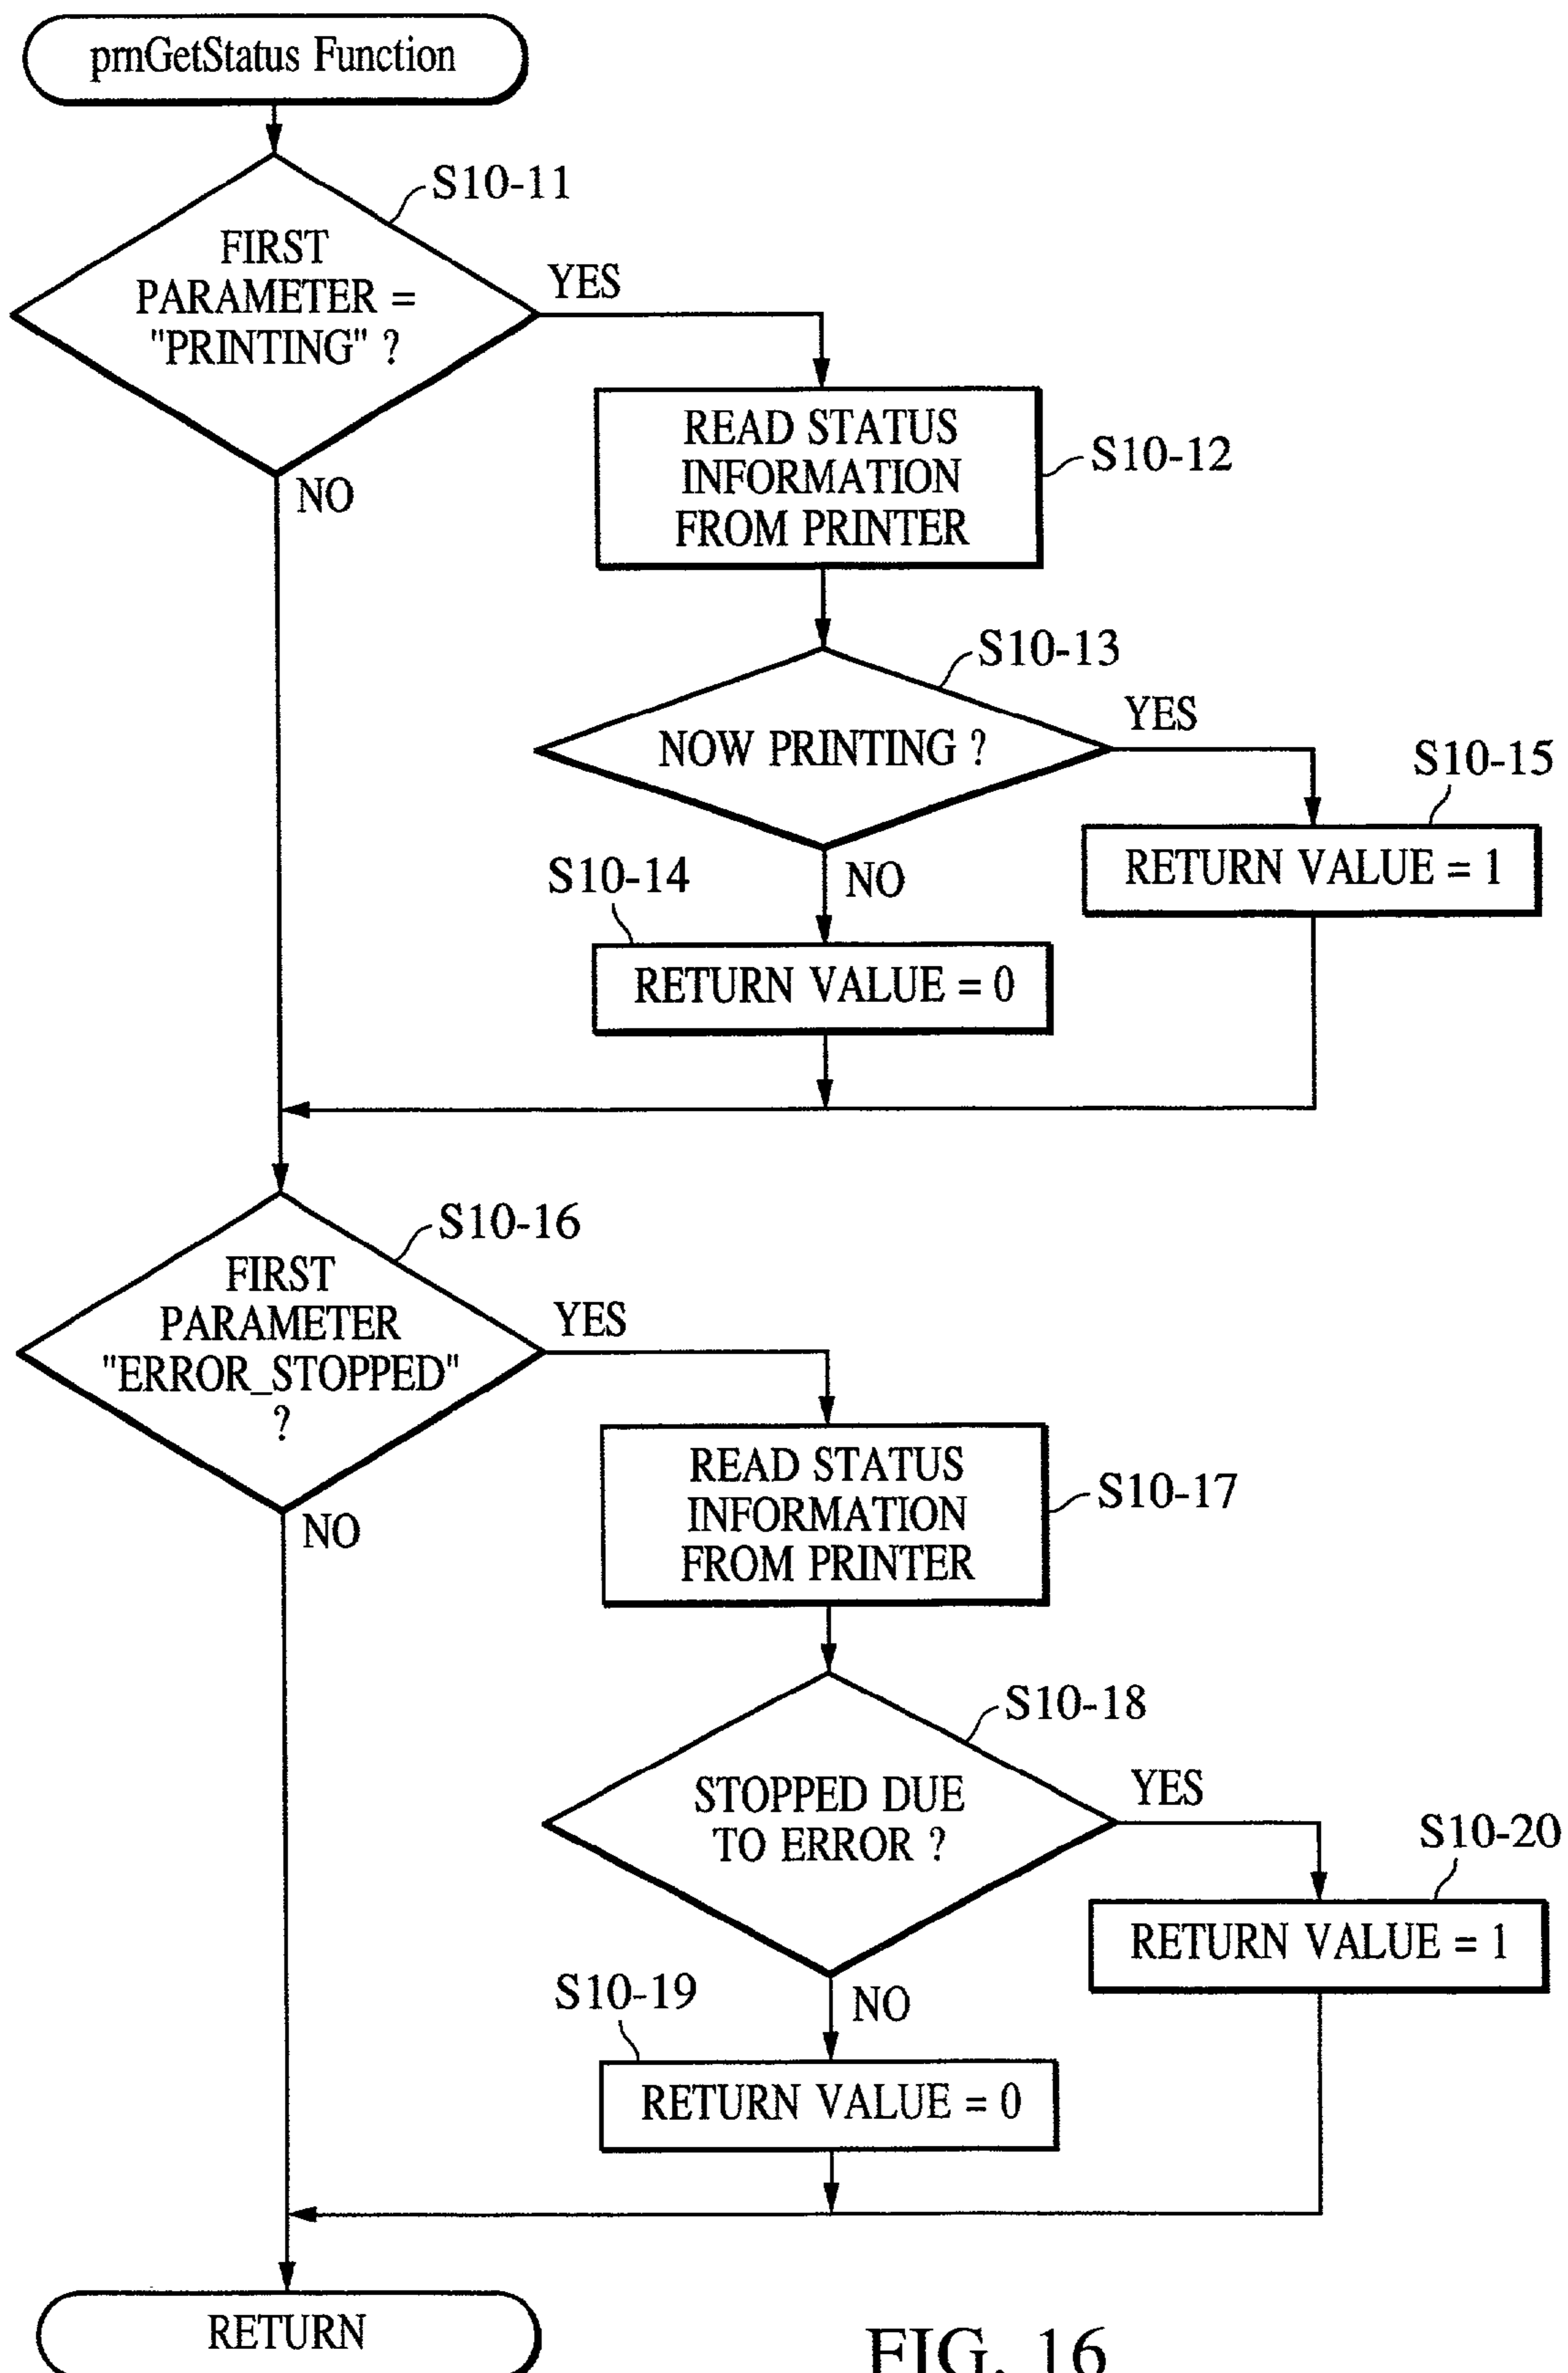 prnGetStatus Function
S10-11
FIRST
PARAMETER =
"PRINTING" ?
YES
NO
READ STATUS
INFORMATION
FROM PRINTER
S10-12
S10-13
NOW PRINTING ?
YES
NO
S10-15
RETURN VALUE = 1
S10-14
RETURN VALUE = 0
S10-16
FIRST
PARAMETER
"ERROR_STOPPED"
?
YES
NO
READ STATUS
INFORMATION
FROM PRINTER
S10-17
S10-18
STOPPED DUE
TO ERROR ?
YES
NO
S10-20
RETURN VALUE = 1
S10-19
RETURN VALUE = 0
RETURN
FIG. 16